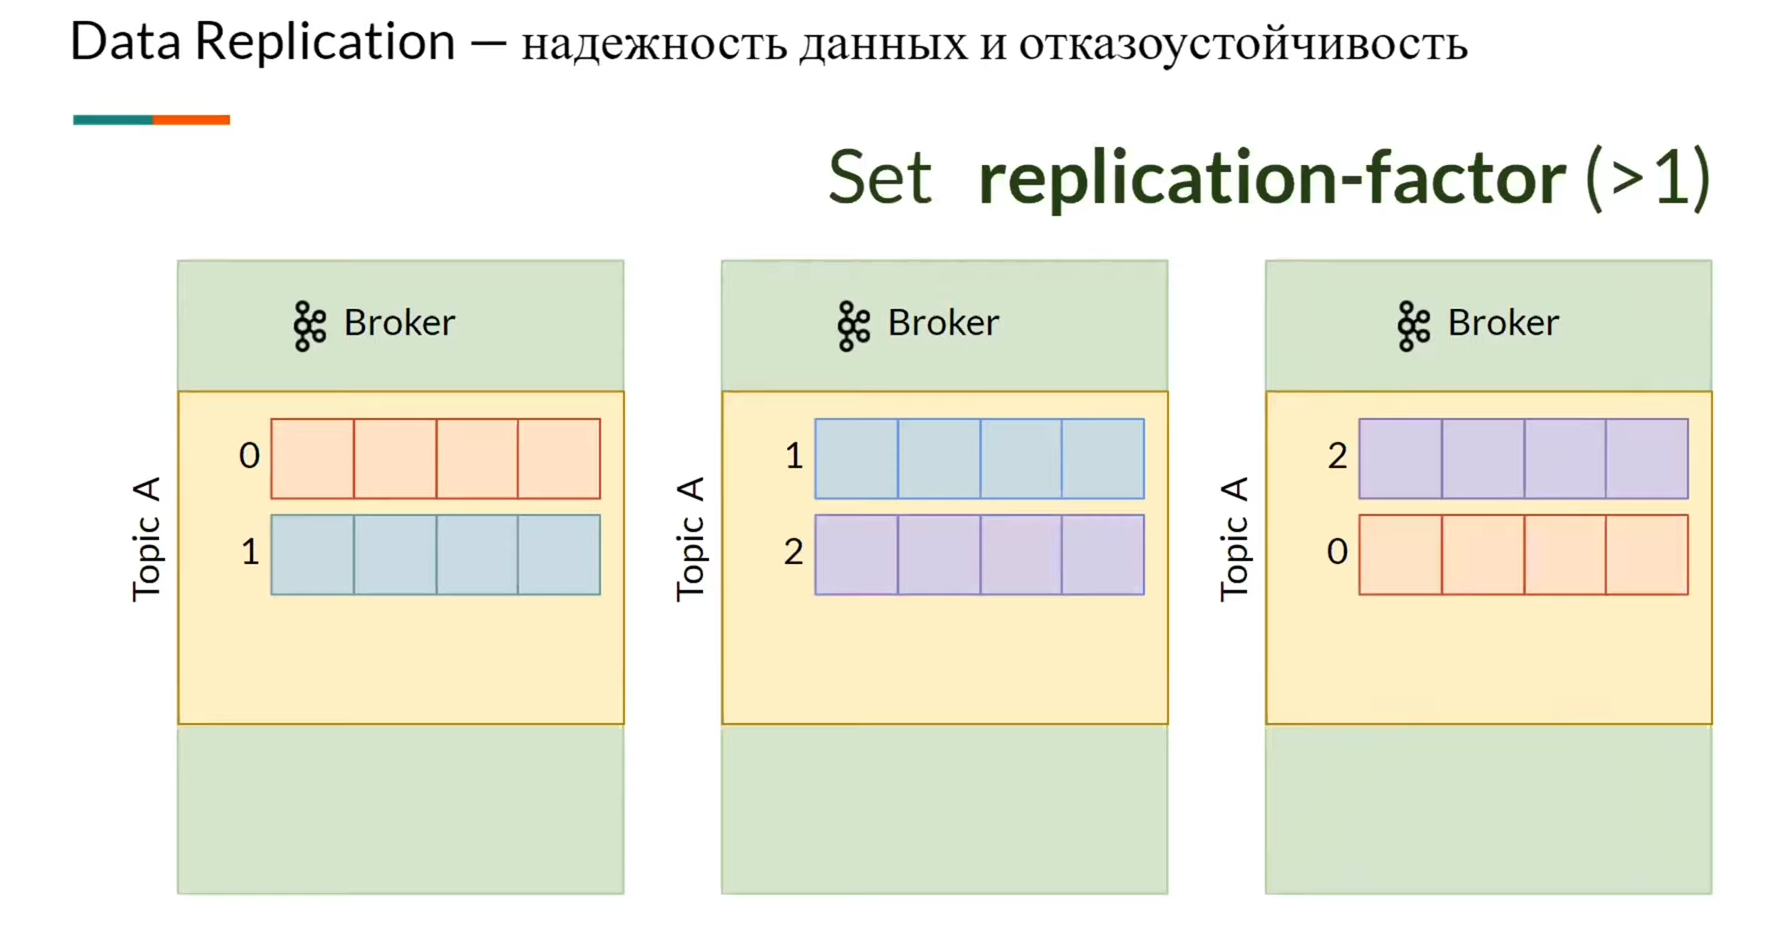 Data Replication — надежность данных и отказоустойчивость
Set replication-factor (>1)
Broker
Topic A
0
1
Broker
Topic A
1
2
Broker
Topic A
2
0